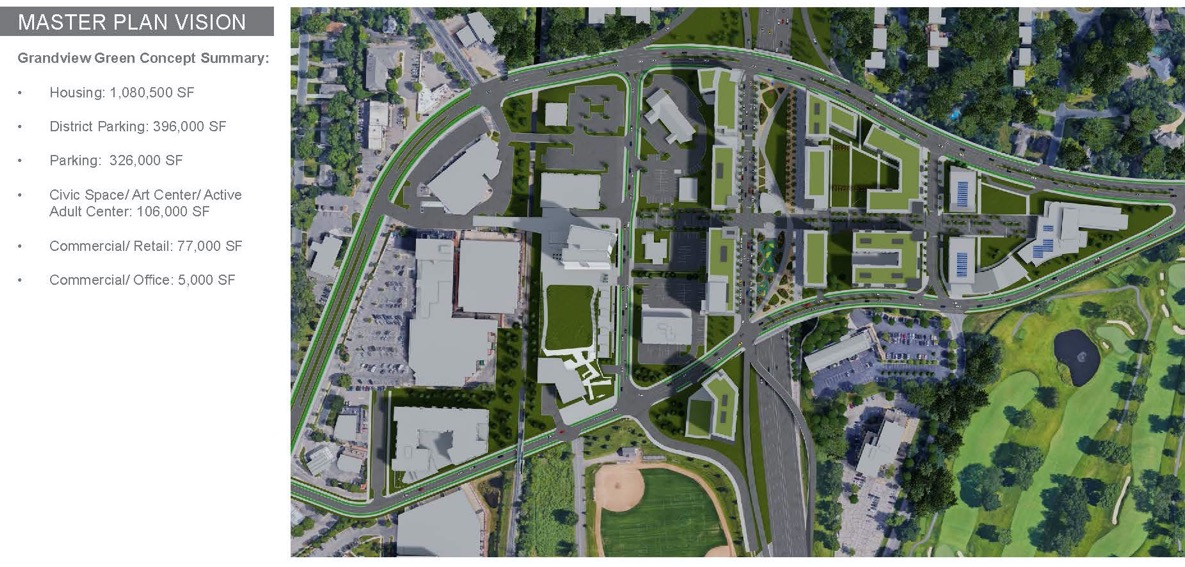 MASTER PLAN VISION
Grandview Green Concept Summary:
• Housing: 1,080,500 SF
• District Parking: 396,000 SF
• Parking: 326,000 SF
• Civic Space/ Art Center/ Active
Adult Center: 106,000 SF
• Commercial/ Retail: 77,000 SF
• Commercial/ Office: 5,000 SF